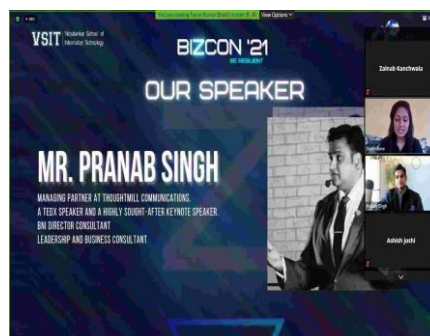 View Options
VSIT
Vidyalankar School of
Information Technology
BIZCON '21
BE RESILIENT
OUR SPEAKER
MR. PRANAB SINGH
MANAGING PARTNER AT THOUGHTMILL COMMUNICATIONS.
A TEDX SPEAKER AND A HIGHLY SOUGHT-AFTER KEYNOTE SPEAKER.
BNI DIRECTOR CONSULTANT
LEADERSHIP AND BUSINESS CONSULTANT
Zainab Kanchwala
Ashish joshi